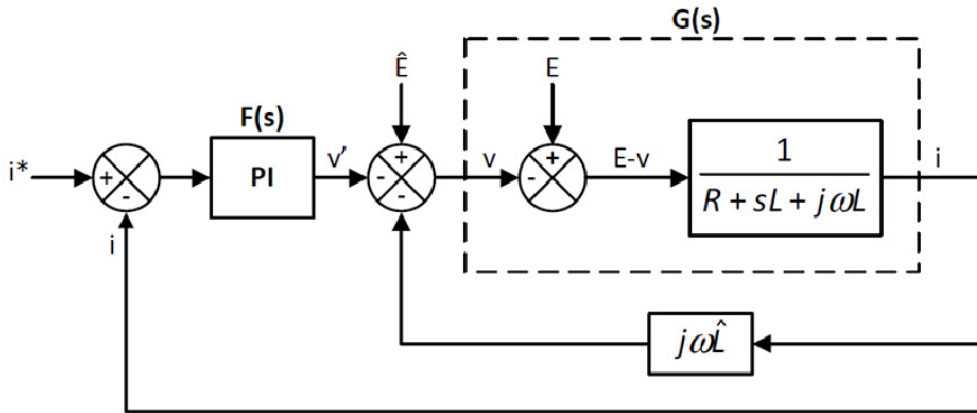 G(s)
Ê
E
F(s)
i*
+
-
PI
v'
+
-
-
v
+
-
E-v
1
R + sL + jωL
i
i
jωL̂